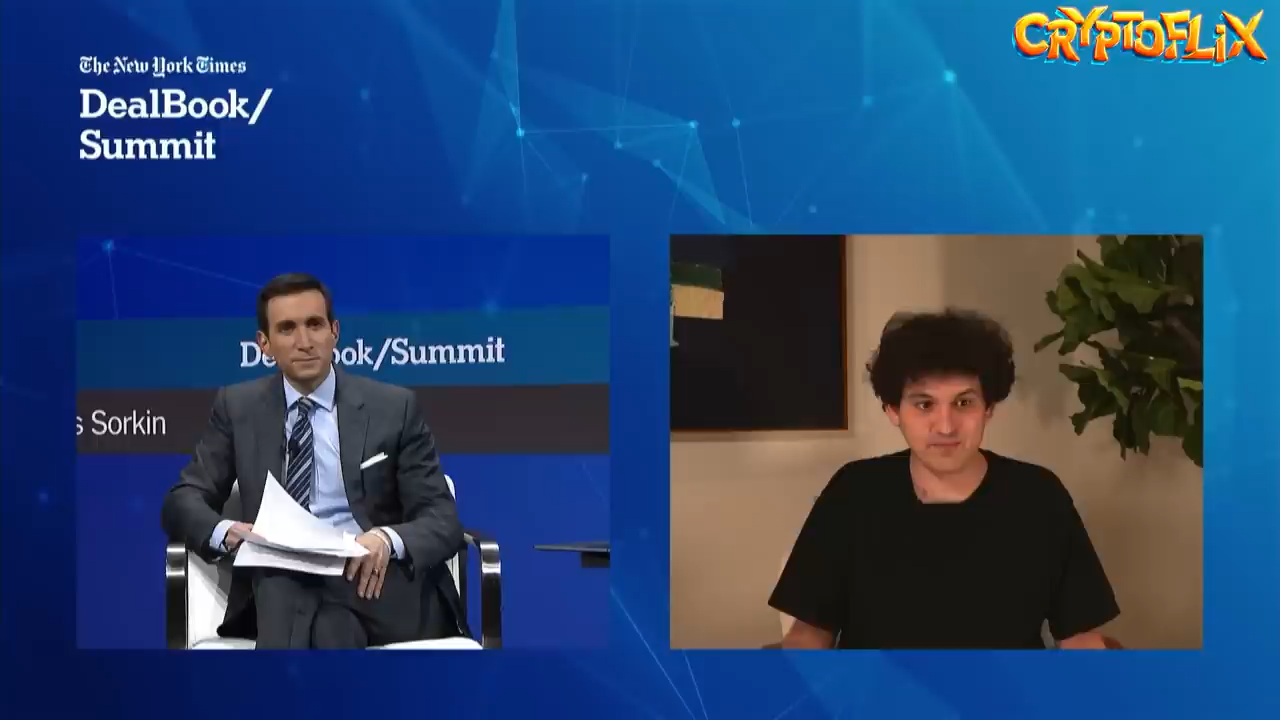 CRYPTOFLiX
The New York Times
DealBook/
Summit
DealBook/Summit
s Sorkin